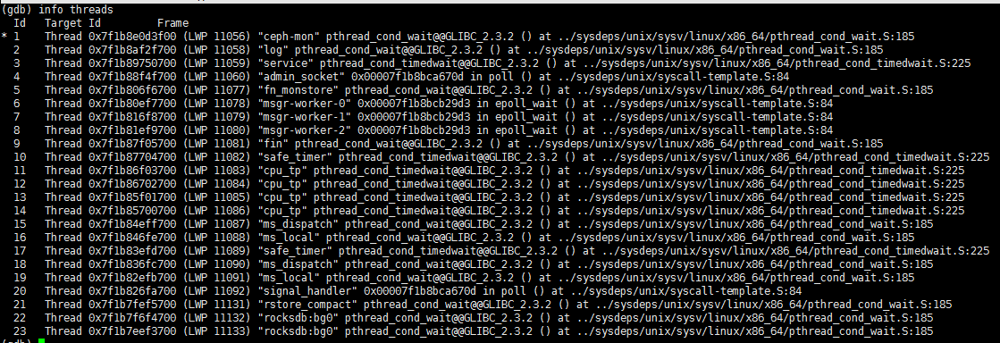 (gdb) info threads
Id Target Id Frame
* 1 Thread 0x7f1b8e0d3f00 (LWP 11056) "ceph-mon" pthread_cond_wait@@GLIBC_2.3.2 () at ../sysdeps/unix/sysv/linux/x86_64/pthread_cond_wait.S:185
2 Thread 0x7f1b8af2f700 (LWP 11058) "log" pthread_cond_wait@@GLIBC_2.3.2 () at ../sysdeps/unix/sysv/linux/x86_64/pthread_cond_wait.S:185
3 Thread 0x7f1b89750700 (LWP 11059) "service" pthread_cond_timedwait@@GLIBC_2.3.2 () at ../sysdeps/unix/sysv/linux/x86_64/pthread_cond_timedwait.S:225
4 Thread 0x7f1b88f4f700 (LWP 11060) "admin_socket" 0x00007f1b8bca670d in poll () at ../sysdeps/unix/syscall-template.S:84
5 Thread 0x7f1b806f6700 (LWP 11077) "fn_monstore" pthread_cond_wait@@GLIBC_2.3.2 () at ../sysdeps/unix/sysv/linux/x86_64/pthread_cond_wait.S:185
6 Thread 0x7f1b80ef7700 (LWP 11078) "msgr-worker-0" 0x00007f1b8bcb29d3 in epoll_wait () at ../sysdeps/unix/syscall-template.S:84
7 Thread 0x7f1b816f8700 (LWP 11079) "msgr-worker-1" 0x00007f1b8bcb29d3 in epoll_wait () at ../sysdeps/unix/syscall-template.S:84
8 Thread 0x7f1b81ef9700 (LWP 11080) "msgr-worker-2" 0x00007f1b8bcb29d3 in epoll_wait () at ../sysdeps/unix/syscall-template.S:84
9 Thread 0x7f1b87f05700 (LWP 11081) "fin" pthread_cond_wait@@GLIBC_2.3.2 () at ../sysdeps/unix/sysv/linux/x86_64/pthread_cond_wait.S:185
10 Thread 0x7f1b87704700 (LWP 11082) "safe_timer" pthread_cond_timedwait@@GLIBC_2.3.2 () at ../sysdeps/unix/sysv/linux/x86_64/pthread_cond_timedwait.S:225
11 Thread 0x7f1b86f03700 (LWP 11083) "cpu_tp" pthread_cond_timedwait@@GLIBC_2.3.2 () at ../sysdeps/unix/sysv/linux/x86_64/pthread_cond_timedwait.S:225
12 Thread 0x7f1b86702700 (LWP 11084) "cpu_tp" pthread_cond_timedwait@@GLIBC_2.3.2 () at ../sysdeps/unix/sysv/linux/x86_64/pthread_cond_timedwait.S:225
13 Thread 0x7f1b85f01700 (LWP 11085) "cpu_tp" pthread_cond_timedwait@@GLIBC_2.3.2 () at ../sysdeps/unix/sysv/linux/x86_64/pthread_cond_timedwait.S:225
14 Thread 0x7f1b85700700 (LWP 11086) "cpu_tp" pthread_cond_timedwait@@GLIBC_2.3.2 () at ../sysdeps/unix/sysv/linux/x86_64/pthread_cond_timedwait.S:225
15 Thread 0x7f1b84eff700 (LWP 11087) "ms_dispatch" pthread_cond_wait@@GLIBC_2.3.2 () at ../sysdeps/unix/sysv/linux/x86_64/pthread_cond_wait.S:185
16 Thread 0x7f1b846fe700 (LWP 11088) "ms_local" pthread_cond_wait@@GLIBC_2.3.2 () at ../sysdeps/unix/sysv/linux/x86_64/pthread_cond_wait.S:185
17 Thread 0x7f1b83efd700 (LWP 11089) "safe_timer" pthread_cond_timedwait@@GLIBC_2.3.2 () at ../sysdeps/unix/sysv/linux/x86_64/pthread_cond_timedwait.S:225
18 Thread 0x7f1b836fc700 (LWP 11090) "ms_dispatch" pthread_cond_wait@@GLIBC_2.3.2 () at ../sysdeps/unix/sysv/linux/x86_64/pthread_cond_wait.S:185
19 Thread 0x7f1b82efb700 (LWP 11091) "ms_local" pthread_cond_wait@@GLIBC_2.3.2 () at ../sysdeps/unix/sysv/linux/x86_64/pthread_cond_wait.S:185
20 Thread 0x7f1b826fa700 (LWP 11092) "signal_handler" 0x00007f1b8bca670d in poll () at ../sysdeps/unix/syscall-template.S:84
21 Thread 0x7f1b7fef5700 (LWP 11131) "rstore_compact" pthread_cond_wait@@GLIBC_2.3.2 () at ../sysdeps/unix/sysv/linux/x86_64/pthread_cond_wait.S:185
22 Thread 0x7f1b7f6f4700 (LWP 11132) "rocksdb:bg0" pthread_cond_wait@@GLIBC_2.3.2 () at ../sysdeps/unix/sysv/linux/x86_64/pthread_cond_wait.S:185
23 Thread 0x7f1b7eef3700 (LWP 11133) "rocksdb:bg0" pthread_cond_wait@@GLIBC_2.3.2 () at ../sysdeps/unix/sysv/linux/x86_64/pthread_cond_wait.S:185
(gdb)